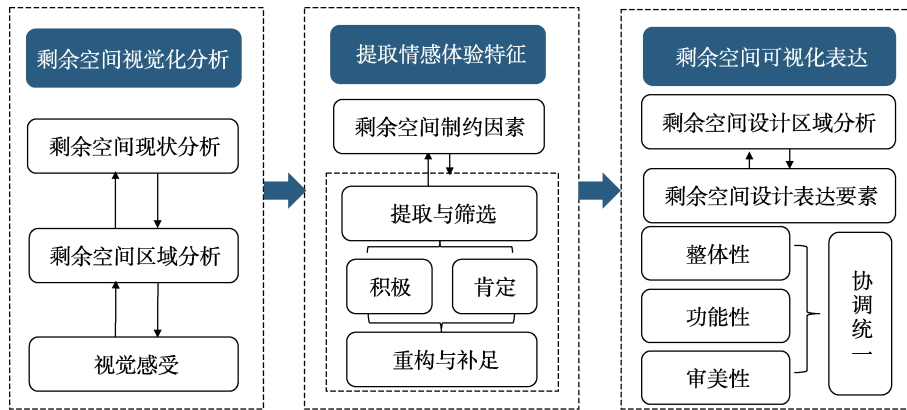 剩余空间视觉化分析
剩余空间现状分析
剩余空间区域分析
视觉感受
提取情感体验特征
剩余空间制约因素
提取与筛选
积极
肯定
重构与补足
剩余空间可视化表达
剩余空间设计区域分析
剩余空间设计表达要素
整体性
功能性
审美性
协调统一